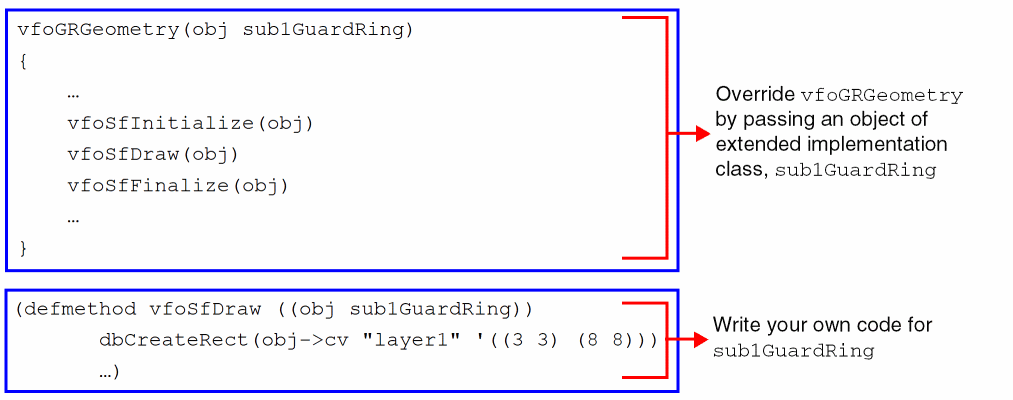 vfoGRGeometry(obj sub1GuardRing)
{
…
vfoSfInitialize(obj)
vfoSfDraw(obj)
vfoSfFinalize(obj)
…
}
Override vfoGRGeometry
by passing an object of
extended implementation
class, sub1GuardRing
(defmethod vfoSfDraw ((obj sub1GuardRing))
dbCreateRect(obj->cv "layer1" '((3 3) (8 8)))
…)
Write your own code for
sub1GuardRing